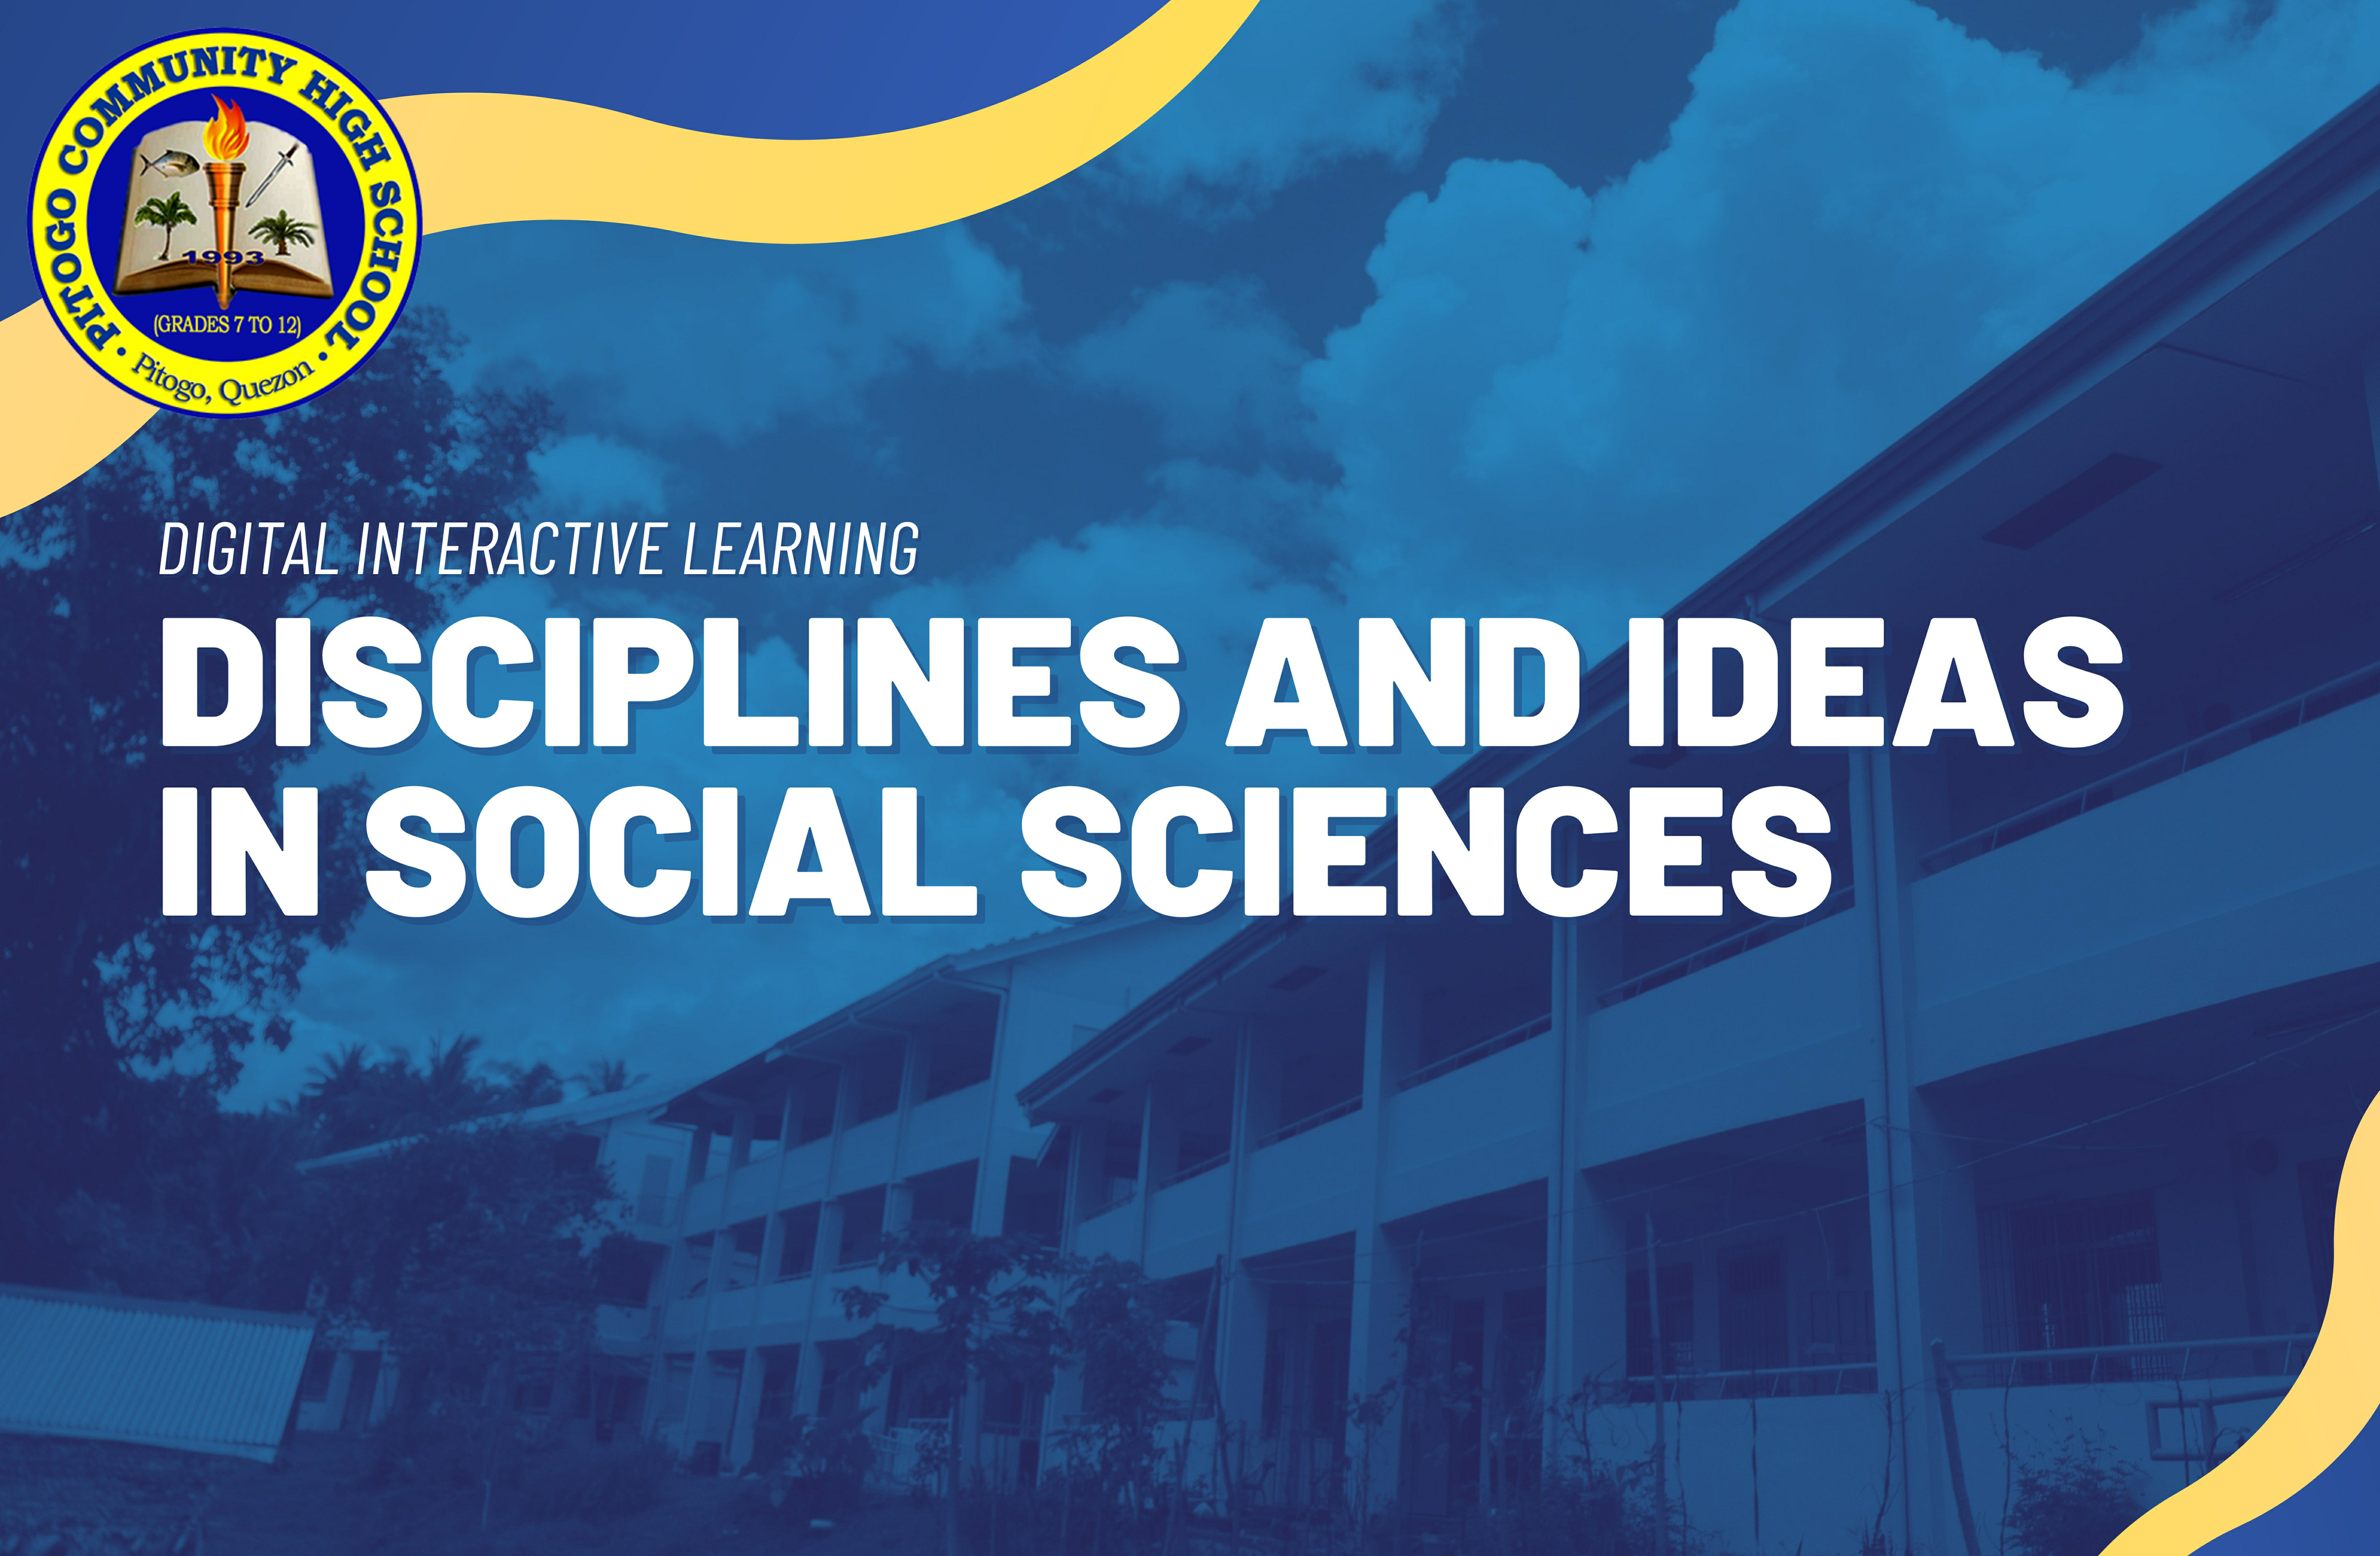 PITOGO COMMUNITY HIGH SCHOOL
1993
(GRADES 7 TO 12)
Pitogo, Quezon
DIGITAL INTERACTIVE LEARNING
DISCIPLINES AND IDEAS
IN SOCIAL SCIENCES